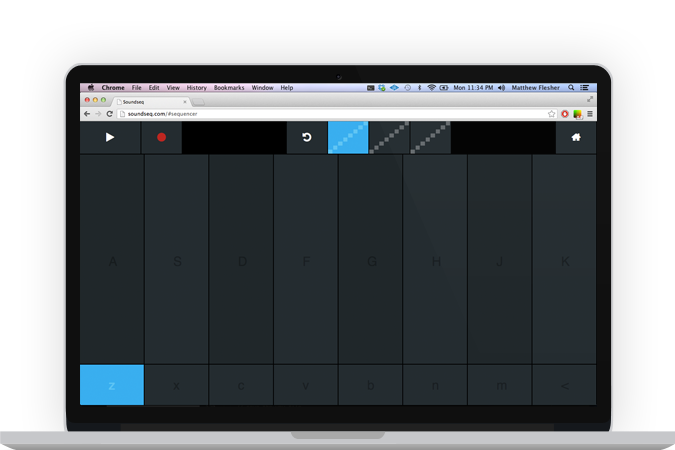 Chrome File Edit View History Bookmarks Window Help Mon 11:34 PM Matthew Flesher
Soundseq
soundseq.com/#sequencer
A S D F G H J K
z x c v b n m <